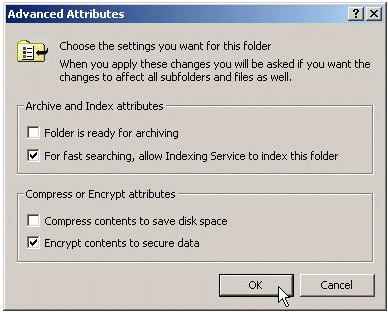 Advanced Attributes
Choose the settings you want for this folder
When you apply these changes you will be asked if you want the
changes to affect all subfolders and files as well.
Archive and Index attributes
Folder is ready for archiving
For fast searching, allow Indexing Service to index this folder
Compress or Encrypt attributes
Compress contents to save disk space
Encrypt contents to secure data
OK
Cancel